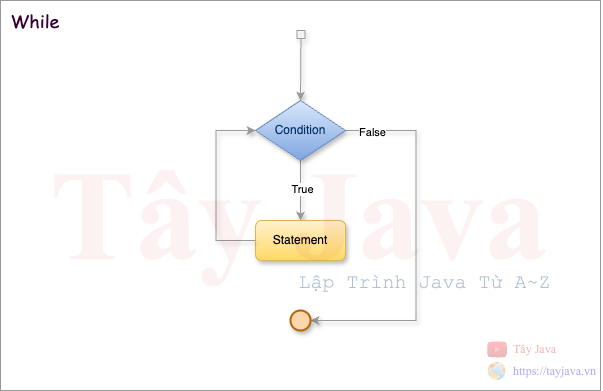 While
Condition
False
True
Tây Java
Statement
Lập Trình Java Từ A~Z
Tây Java
https://tayjava.vn